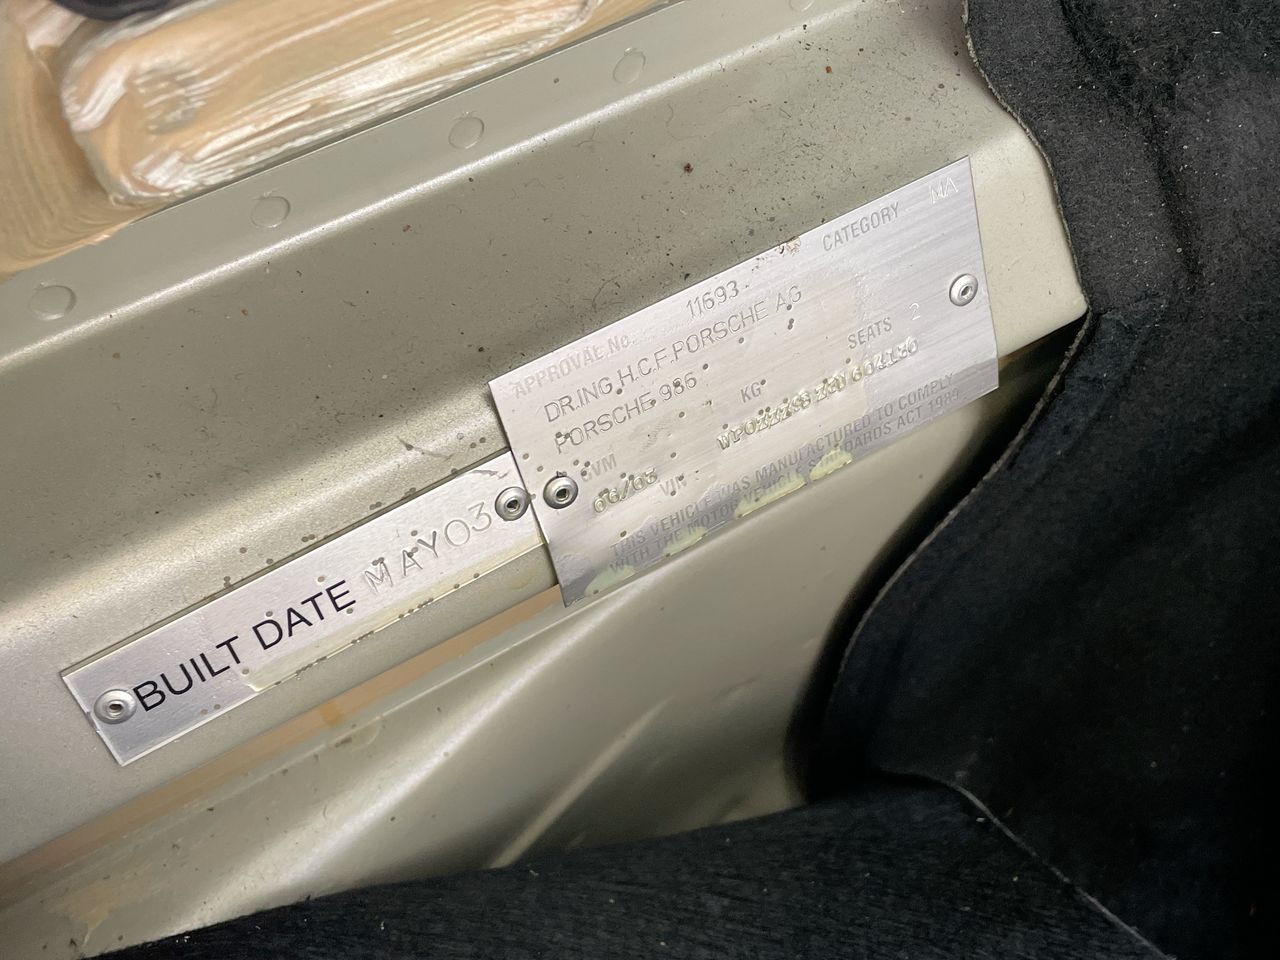 APPROVAL No. 11693. CATEGORY MA
DR.ING.H.C.F.PORSCHE AG
PORSCHE 986 SEATS 2
GVM KG
06/03 VIN
THIS VEHICLE WAS MANUFACTURED TO COMPLY
WITH THE MOTOR VEHICLE STANDARDS ACT 1989.
BUILT DATE MAY03